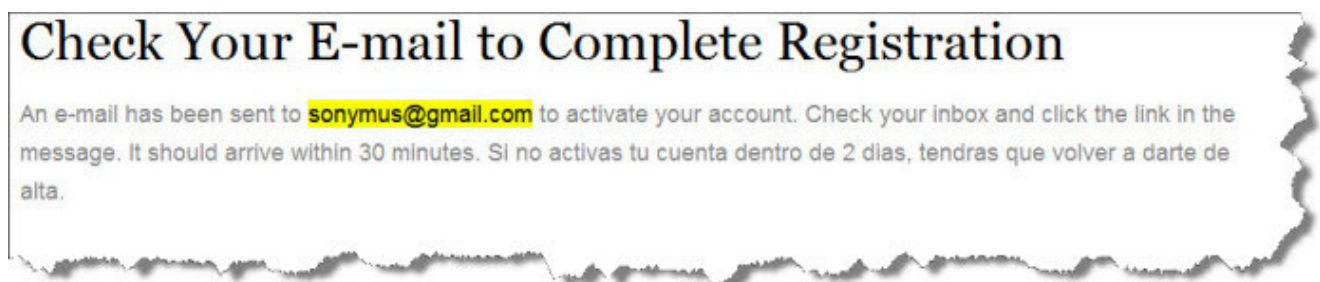 Check Your E-mail to Complete Registration
An e-mail has been sent to sonymus@gmail.com to activate your account. Check your inbox and click the link in the
message. It should arrive within 30 minutes. Si no activas tu cuenta dentro de 2 dias, tendras que volver a darte de
alta.